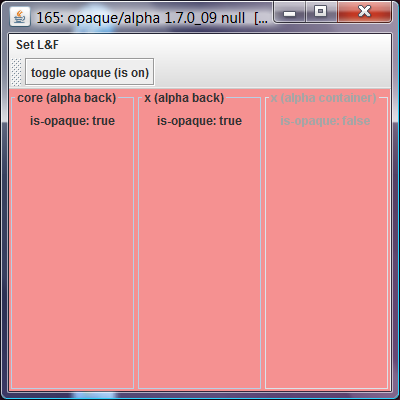 165: opaque/alpha 1.7.0_09 null [...
Set L&F
toggle opaque (is on)
core (alpha back) x (alpha back) x (alpha container)
is-opaque: true is-opaque: true is-opaque: false